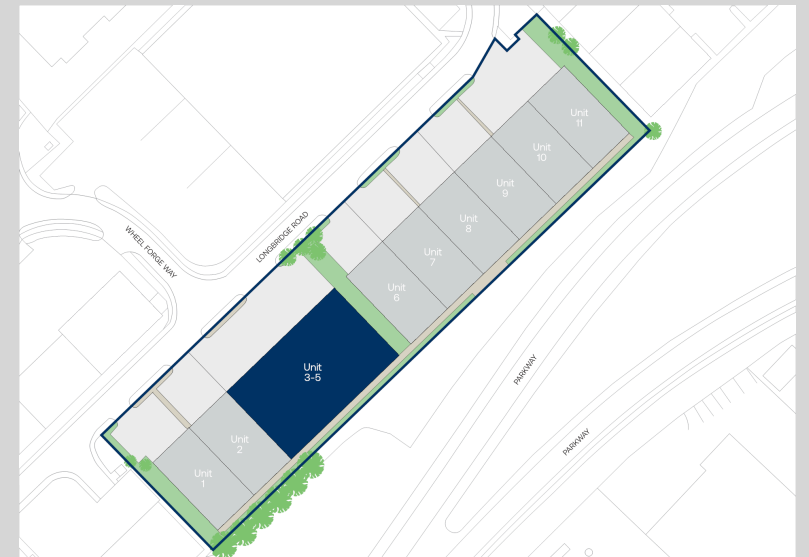 Unit
11
Unit
10
Unit
9
Unit
8
Unit
7
Unit
6
Unit
3-5
Unit
2
Unit
1
LONGBRIDGE ROAD
WHEEL FORGE WAY
PARKWAY
PARKWAY